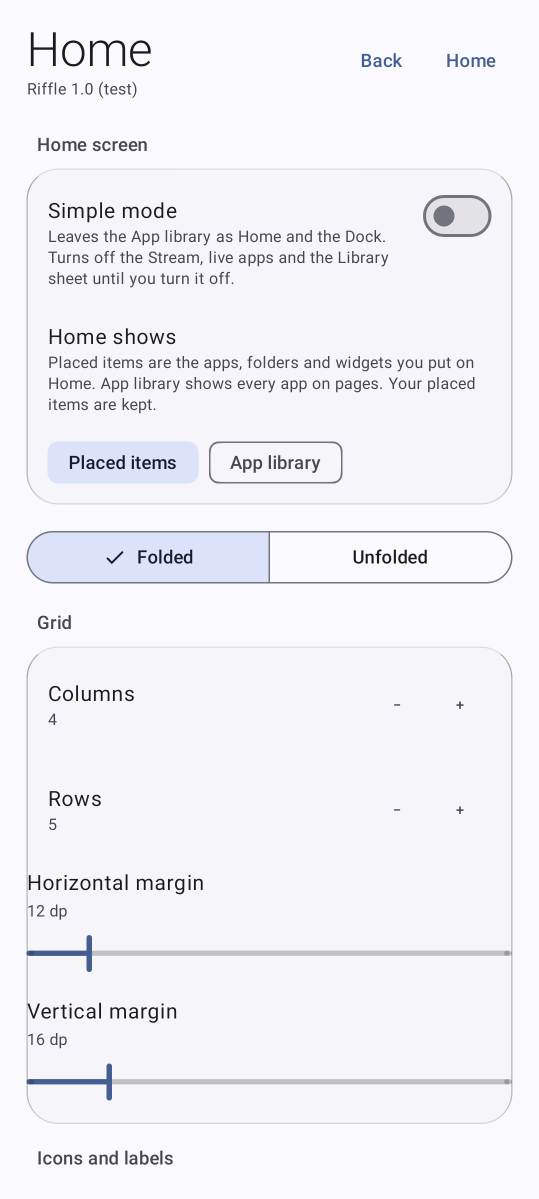 Home
Back
Home
Riffle 1.0 (test)
Home screen
Simple mode
Leaves the App library as Home and the Dock.
Turns off the Stream, live apps and the Library
sheet until you turn it off.
Home shows
Placed items are the apps, folders and widgets you put on
Home. App library shows every app on pages. Your placed
items are kept.
Placed items
App library
Folded
Unfolded
Grid
Columns
4
-
+
Rows
5
-
+
Horizontal margin
12 dp
Vertical margin
16 dp
Icons and labels